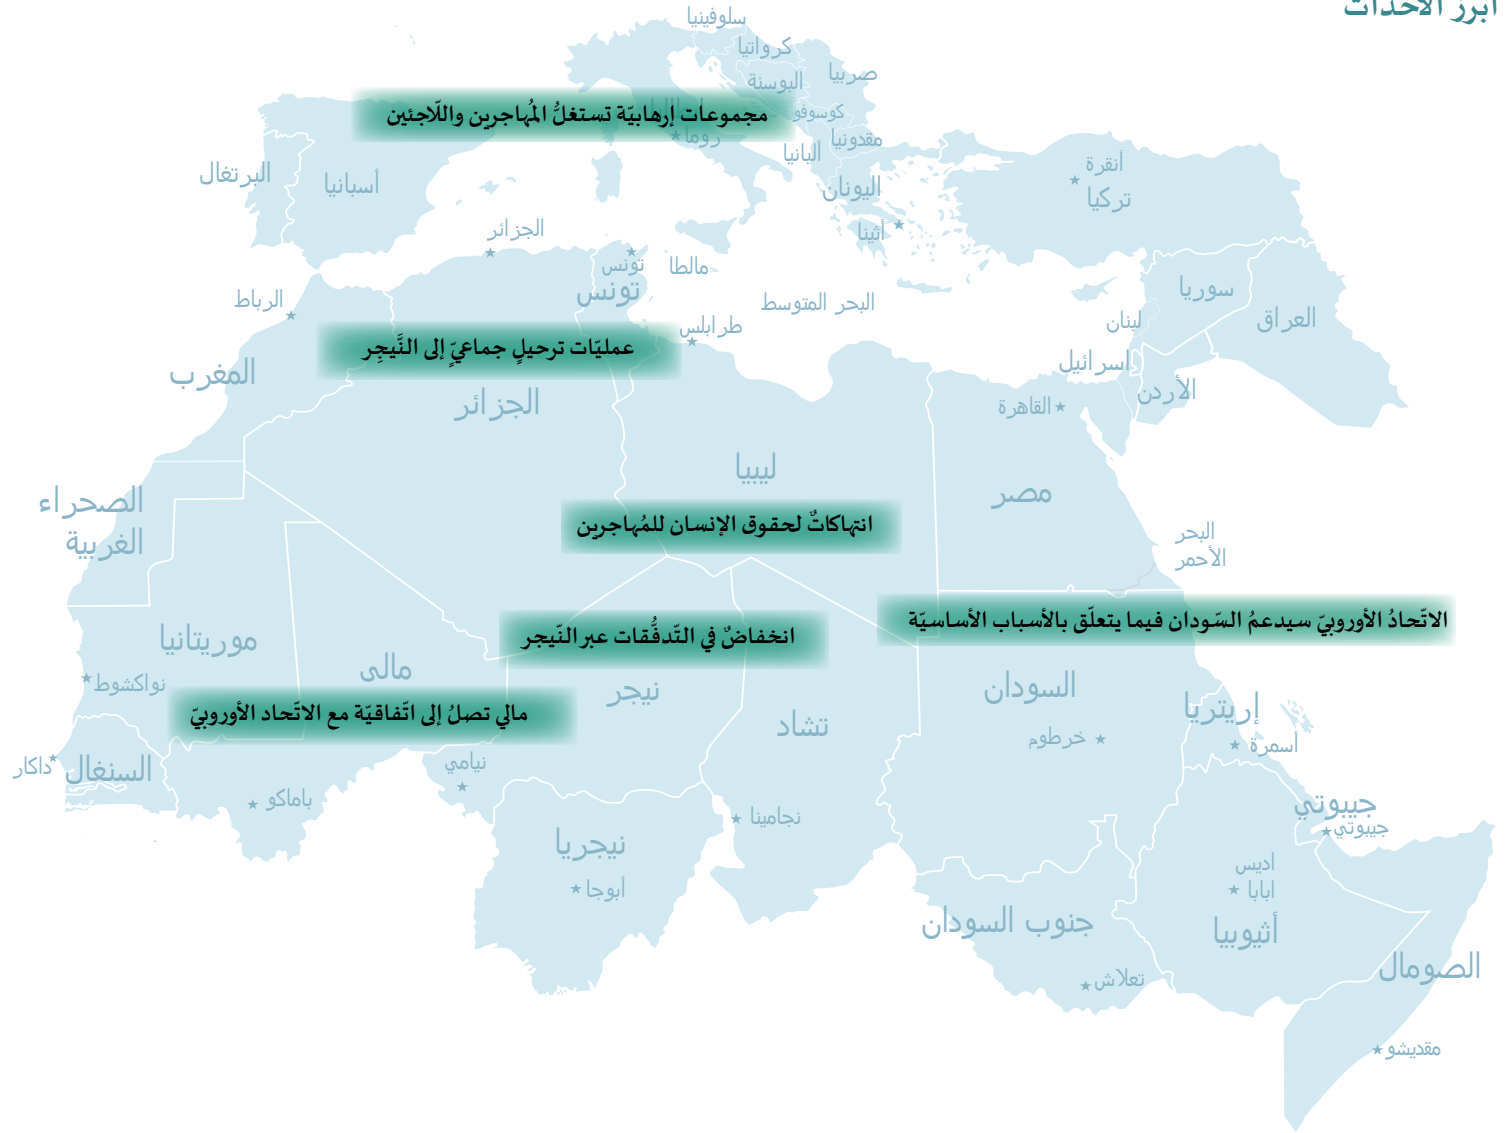 أبرز الأحداث
سلوفينيا
كرواتيا
صربيا
البوسنة
مجموعات إرهابيّة تستغلُّ المُهاجرين واللّاجئين
كوسوفو
روما
مقدونيا
ألبانيا
البرتغال
أسبانيا
اليونان
أثينا
أنقرة
تركيا
الجزائر
تونس
تونس
مالطا
البحر المتوسط
سوريا
العراق
لبنان
الرباط
طرابلس
عمليّات ترحيلٍ جماعيّ إلى النَّيجِر
اسرائيل
الأردن
المغرب
الجزائر
القاهرة
ليبيا
مصر
الصحراء
الغربية
انتهاكاتٌ لحقوق الإنسان للمُهاجرين
البحر
الأحمر
الاتّحادُ الأوروبيّ سيدعمُ السّودان فيما يتعلّق بالأسباب الأساسيّة
انخفاضٌ في التّدفُّقات عبر النّيجر
موريتانيا
مالى
نيجر
نواكشوط
السودان
إريتريا
مالي تصلُ إلى اتّفاقيّة مع الاتّحاد الأوروبيّ
تشاد
خرطوم
أسمرة
داكار
السنغال
نيامي
باماكو
جيبوتي
جيبوتي
نجامينا
نيجريا
أبوجا
اديس
ابابا
أثيوبيا
جنوب السودان
تعلاش
الصومال
مقديشو